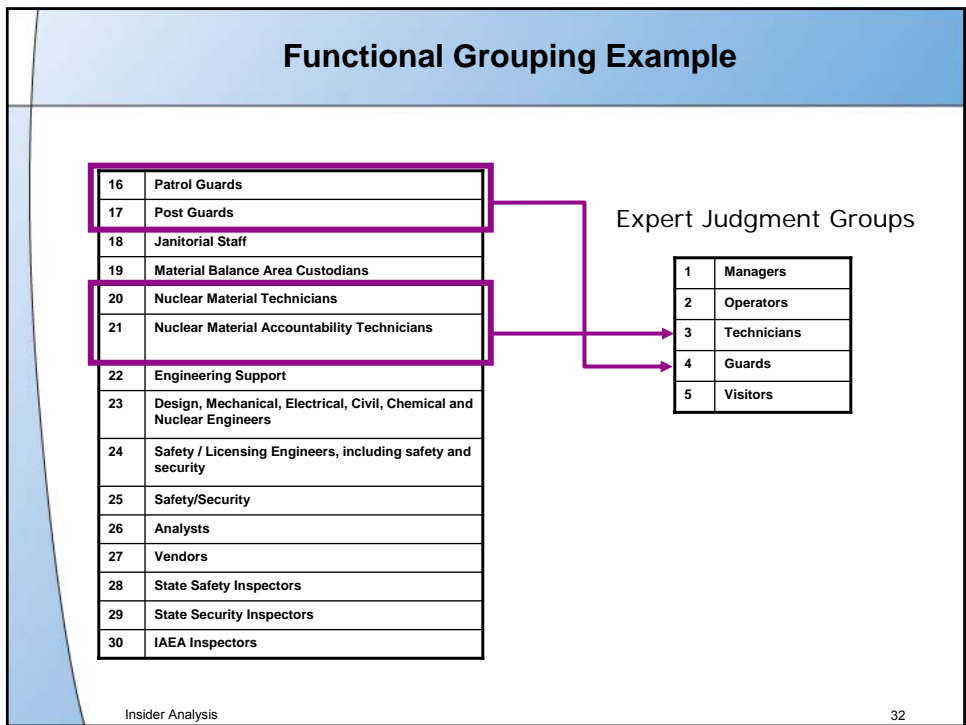 Functional Grouping Example
16 Patrol Guards
17 Post Guards
18 Janitorial Staff
19 Material Balance Area Custodians
20 Nuclear Material Technicians
21 Nuclear Material Accountability Technicians
22 Engineering Support
23 Design, Mechanical, Electrical, Civil, Chemical and
Nuclear Engineers
24 Safety / Licensing Engineers, including safety and
security
25 Safety/Security
26 Analysts
27 Vendors
28 State Safety Inspectors
29 State Security Inspectors
30 IAEA Inspectors
Expert Judgment Groups
1 Managers
2 Operators
3 Technicians
4 Guards
5 Visitors
Insider Analysis
32